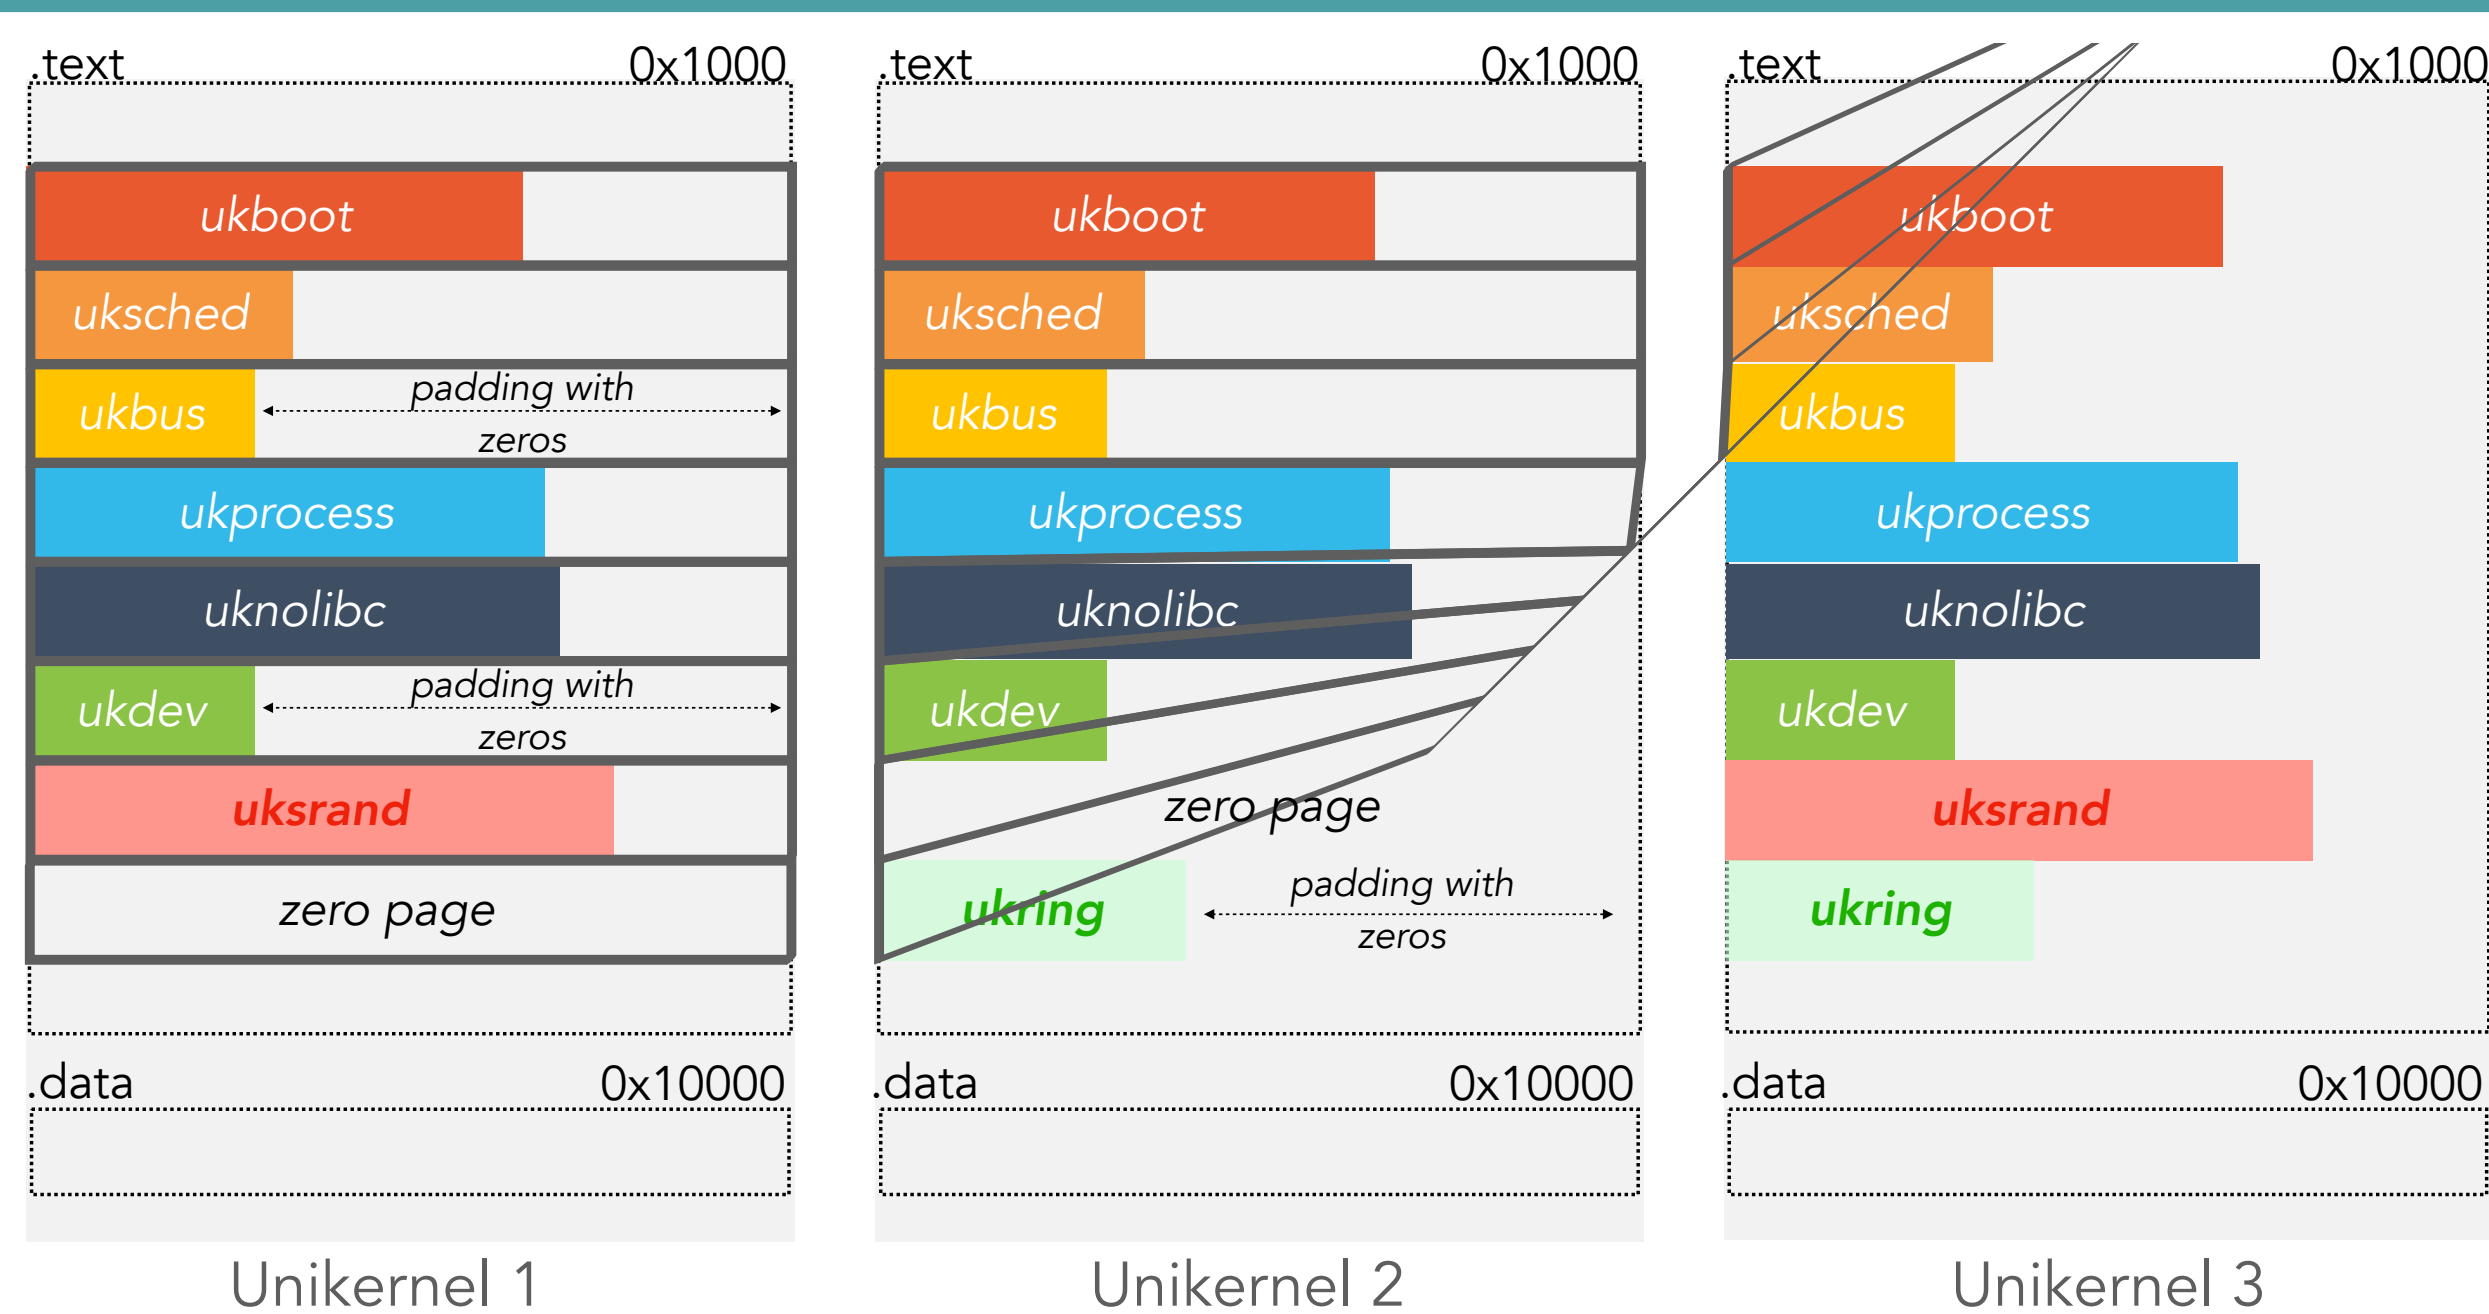 .text 0x1000
ukboot
uksched
ukbus
padding with
zeros
ukprocess
uknolibc
ukdev
padding with
zeros
uksrand
zero page
.data 0x10000
Unikernel 1
.text 0x1000
ukboot
uksched
ukbus
ukprocess
uknolibc
ukdev
zero page
ukring
padding with
zeros
.data 0x10000
Unikernel 2
.text 0x1000
ukboot
uksched
ukbus
ukprocess
uknolibc
ukdev
uksrand
ukring
.data 0x10000
Unikernel 3